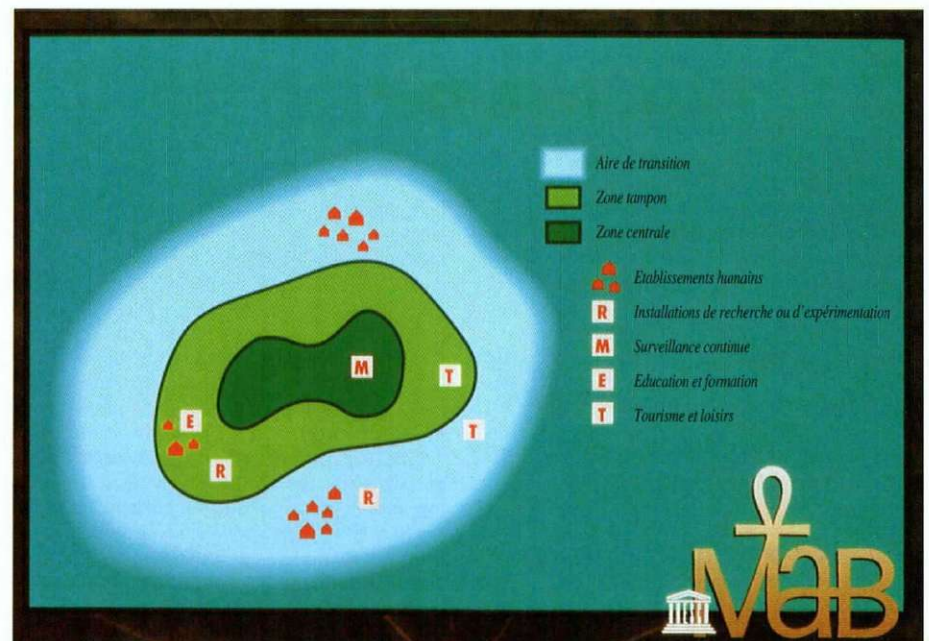 Aire de transition
Zone tampon
Zone centrale
Etablissements humains
R Installations de recherche ou d'expérimentation
M Surveillance continue
E Education et formation
T Tourisme et loisirs
M
T
E
T
R
R
MaB